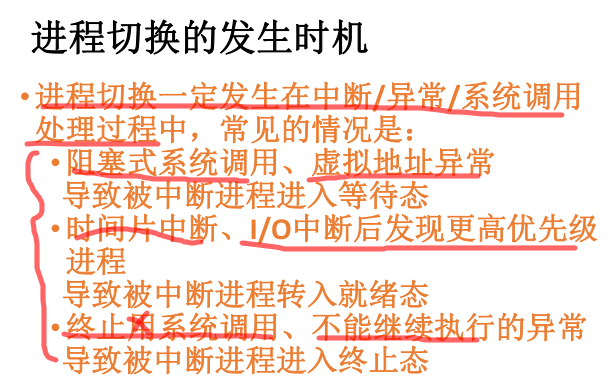 进程切换的发生时机
•进程切换一定发生在中断/异常/系统调用
处理过程中，常见的情况是：
•阻塞式系统调用、虚拟地址异常
导致被中断进程进入等待态
•时间片中断、I/O中断后发现更高优先级
进程
导致被中断进程转入就绪态
•终止用系统调用、不能继续执行的异常
导致被中断进程进入终止态